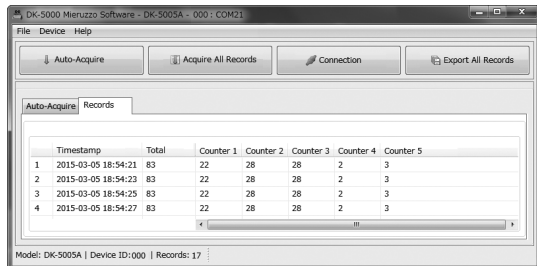 DK-5000 Mieruzzo Software - DK-5005A - 000 : COM21
File Device Help
Auto-Acquire Acquire All Records Connection Export All Records
Auto-Acquire Records
Timestamp Total Counter 1 Counter 2 Counter 3 Counter 4 Counter 5
1 2015-03-05 18:54:21 83 22 28 28 2 3
2 2015-03-05 18:54:23 83 22 28 28 2 3
3 2015-03-05 18:54:25 83 22 28 28 2 3
4 2015-03-05 18:54:27 83 22 28 28 2 3
Model: DK-5005A | Device ID:000 | Records: 17